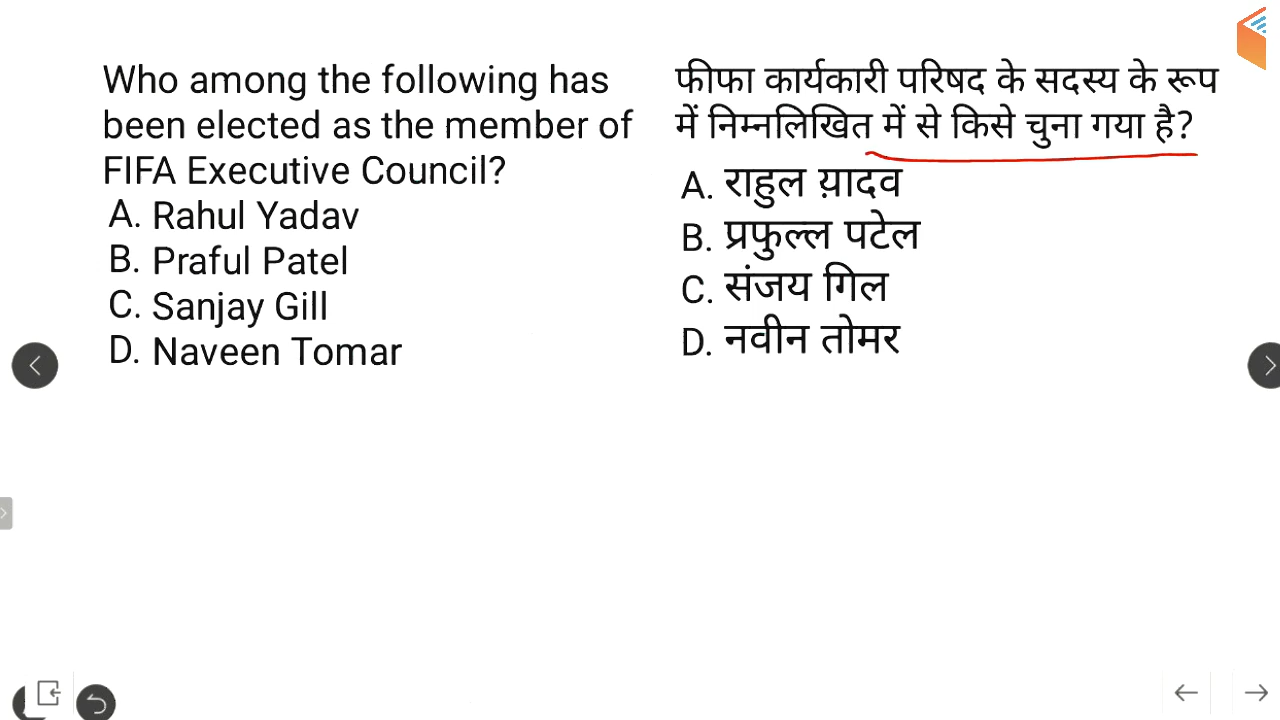 Who among the following has
been elected as the member of
FIFA Executive Council?
A. Rahul Yadav
B. Praful Patel
C. Sanjay Gill
D. Naveen Tomar
फीफा कार्यकारी परिषद के सदस्य के रूप
में निम्नलिखित में से किसे चुना गया है?
A. राहुल य़ादव
B. प्रफुल्ल पटेल
C. संजय गिल
D. नवीन तोमर